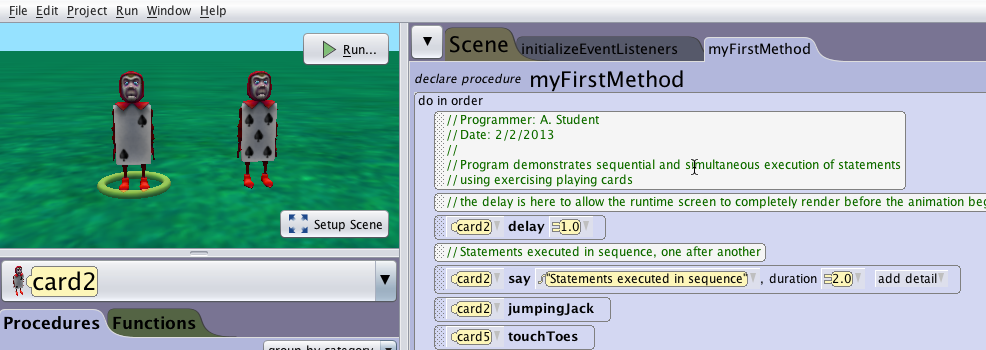 File Edit Project Run Window Help
Run...
Setup Scene
card2
Procedures Functions
group by category
Scene initializeEventListeners myFirstMethod
declare procedure myFirstMethod
do in order
// Programmer: A. Student
// Date: 2/2/2013
//
// Program demonstrates sequential and simultaneous execution of statements
// using exercising playing cards
// the delay is here to allow the runtime screen to completely render before the animation beg
card2 delay 1.0
// Statements executed in sequence, one after another
card2 say "Statements executed in sequence" , duration 2.0 add detail
card2 jumpingJack
card5 touchToes